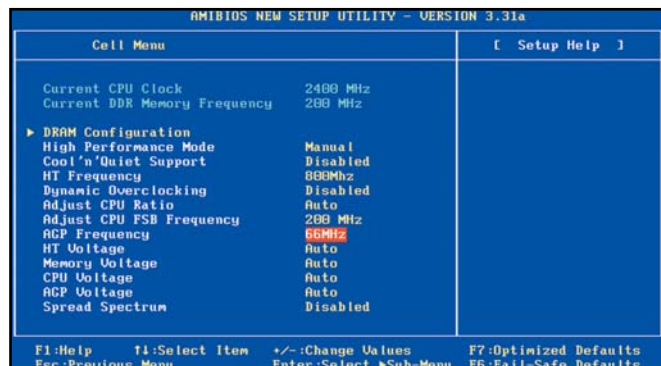 AMIBIOS NEW SETUP UTILITY - VERSION 3.31a
Cell Menu
[ Setup Help ]
Current CPU Clock 2400 MHz
Current DDR Memory Frequency 200 MHz
▶ DRAM Configuration
High Performance Mode Manual
Cool'n'Quiet Support Disabled
HT Frequency 800Mhz
Dynamic Overclocking Disabled
Adjust CPU Ratio Auto
Adjust CPU FSB Frequency 200 MHz
AGP Frequency 66MHz
HT Voltage Auto
Memory Voltage Auto
CPU Voltage Auto
AGP Voltage Auto
Spread Spectrum Disabled
F1:Help ↑↓:Select Item +/-:Change Values F7:Optimized Defaults
Esc:Previous Menu Enter:Select ▶Sub-Menu F6:Fail-Safe Defaults